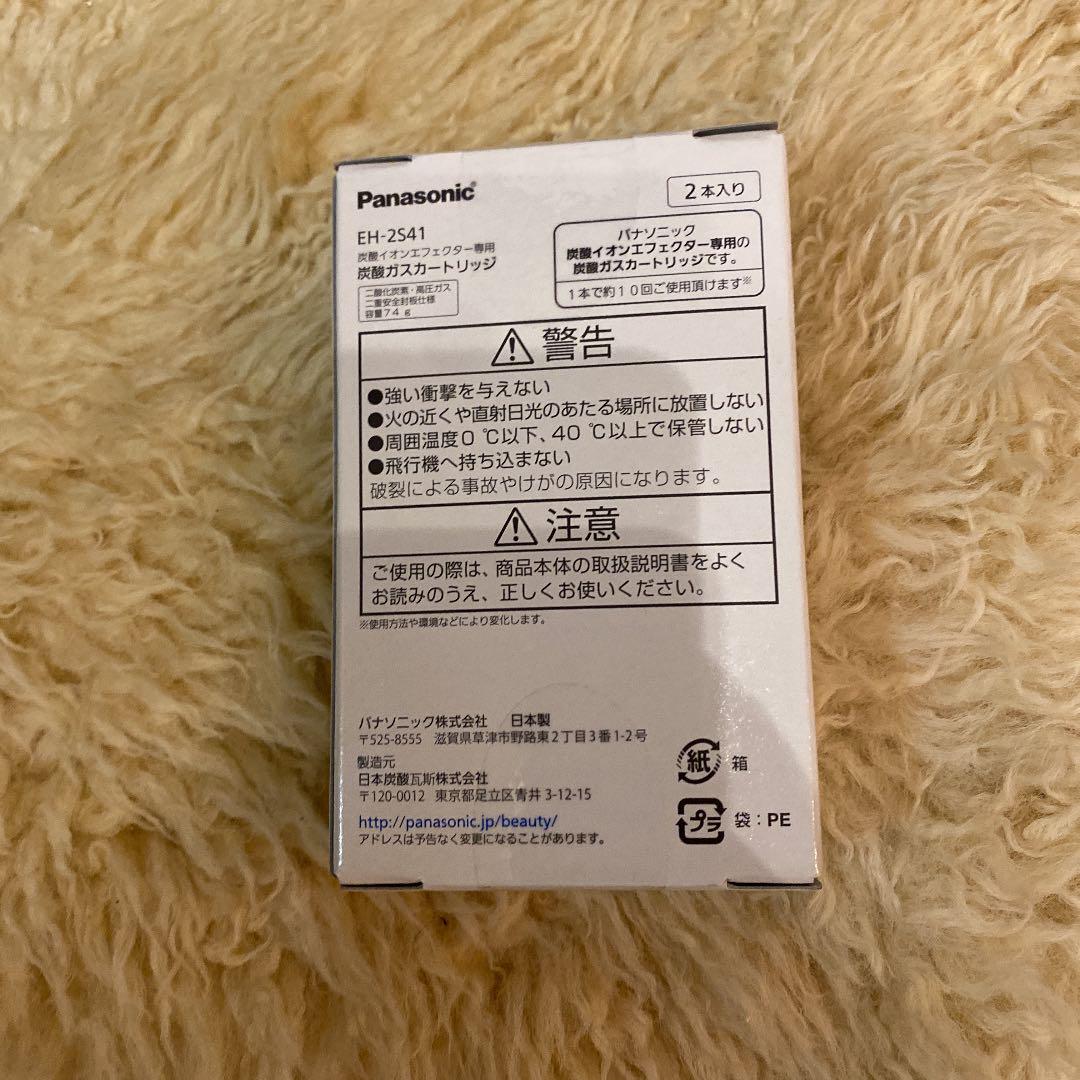 Panasonic
2本入り
EH-2S41
炭酸イオンエフェクター専用
炭酸ガスカートリッジ
二酸化炭素・高圧ガス
二重安全封板仕様
容量74g
パナソニック
炭酸イオンエフェクター専用の
炭酸ガスカートリッジです。
1本で約10回ご使用頂けます※
警告
●強い衝撃を与えない
●火の近くや直射日光のあたる場所に放置しない
●周囲温度0℃以下、40℃以上で保管しない
●飛行機へ持ち込まない
破裂による事故やけがの原因になります。
注意
ご使用の際は、商品本体の取扱説明書をよく
お読みのうえ、正しくお使いください。
※使用方法や環境などにより変化します。
パナソニック株式会社 日本製
〒525-8555 滋賀県草津市野路東2丁目3番1-2号
製造元
日本炭酸瓦斯株式会社
〒120-0012 東京都足立区青井3-12-15
http://panasonic.jp/beauty/
アドレスは予告なく変更になることがあります。
紙 箱
プラ 袋：PE